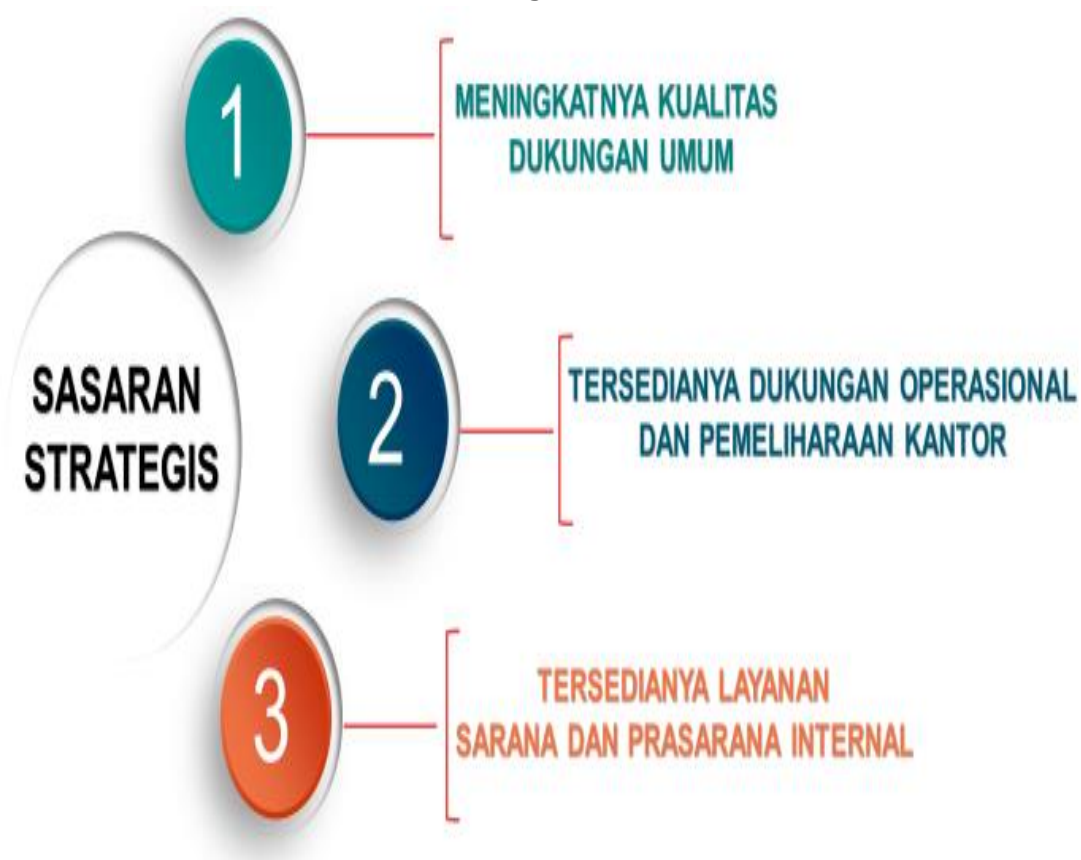 SASARAN
STRATEGIS
1
MENINGKATNYA KUALITAS
DUKUNGAN UMUM
2
TERSEDIANYA DUKUNGAN OPERASIONAL
DAN PEMELIHARAAN KANTOR
3
TERSEDIANYA LAYANAN
SARANA DAN PRASARANA INTERNAL